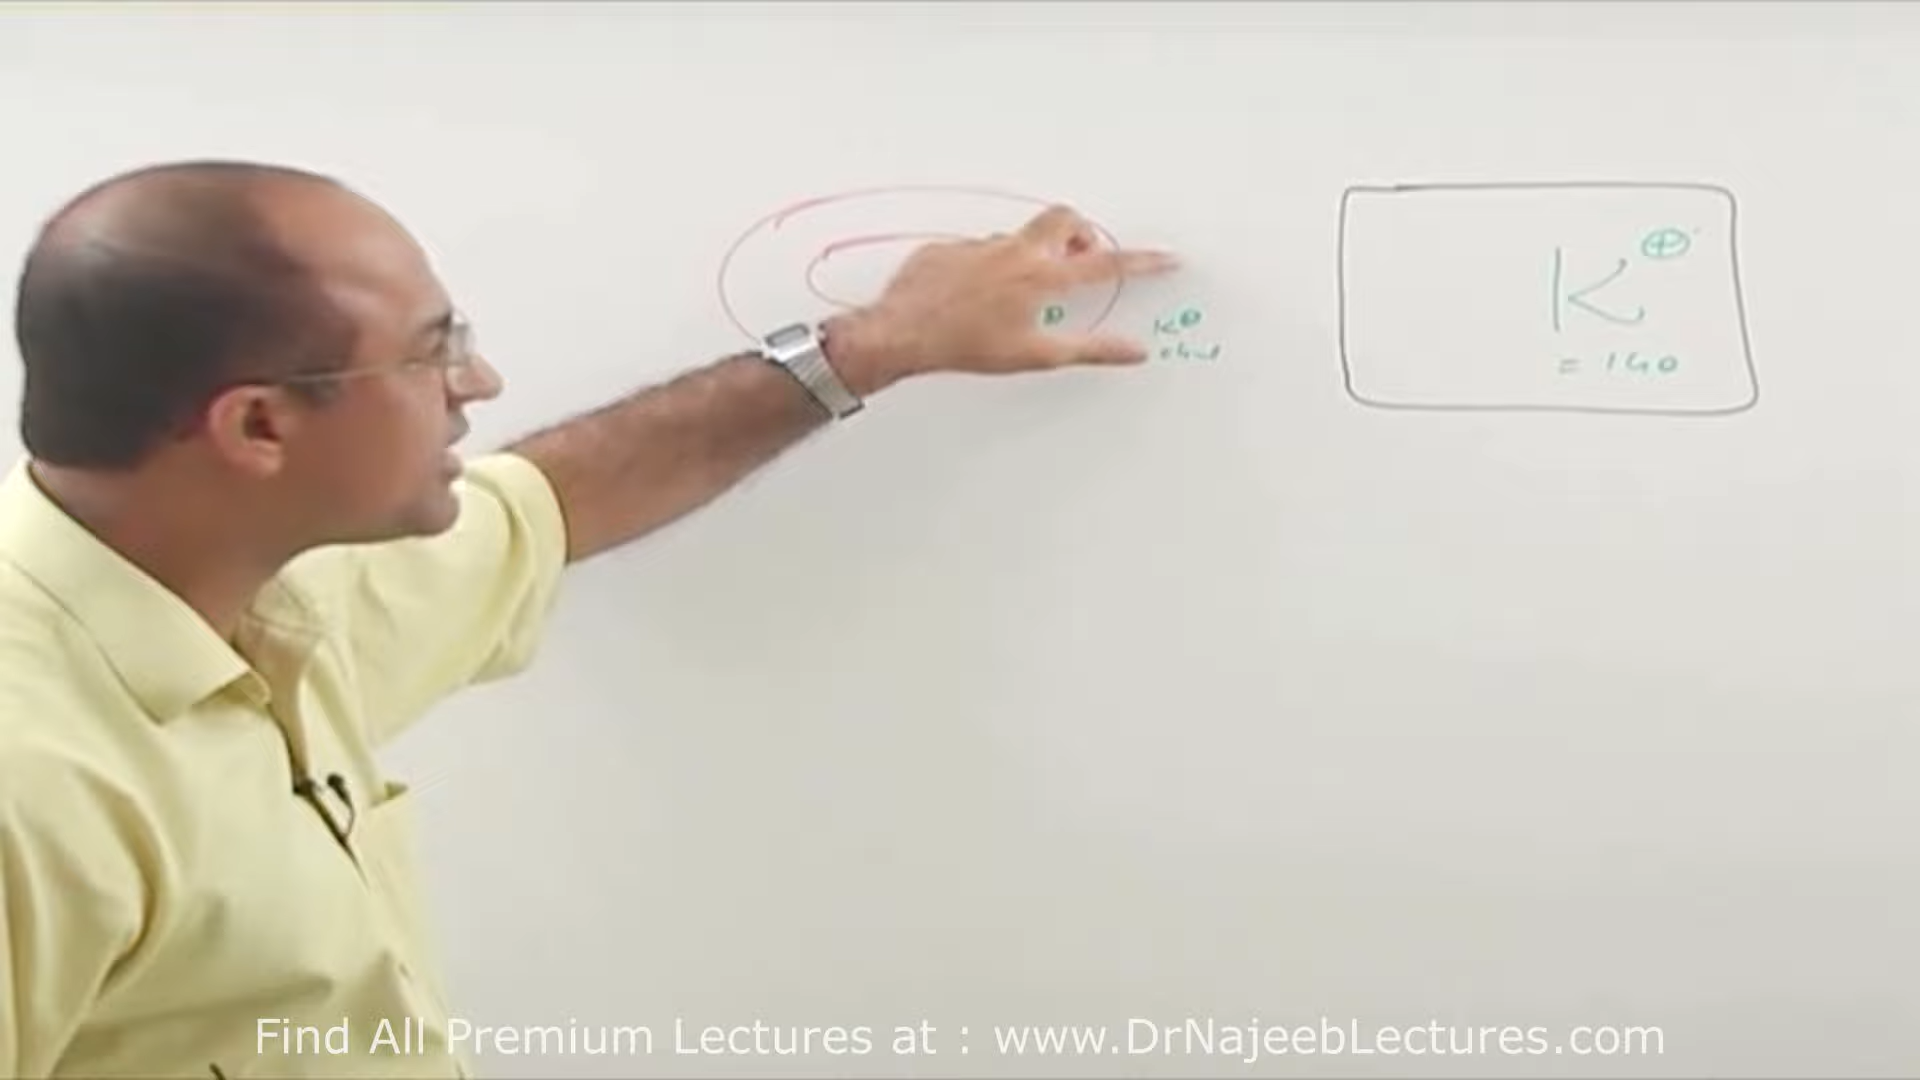 K⊕
= 140
K⊕
Find All Premium Lectures at : www.DrNajeebLectures.com